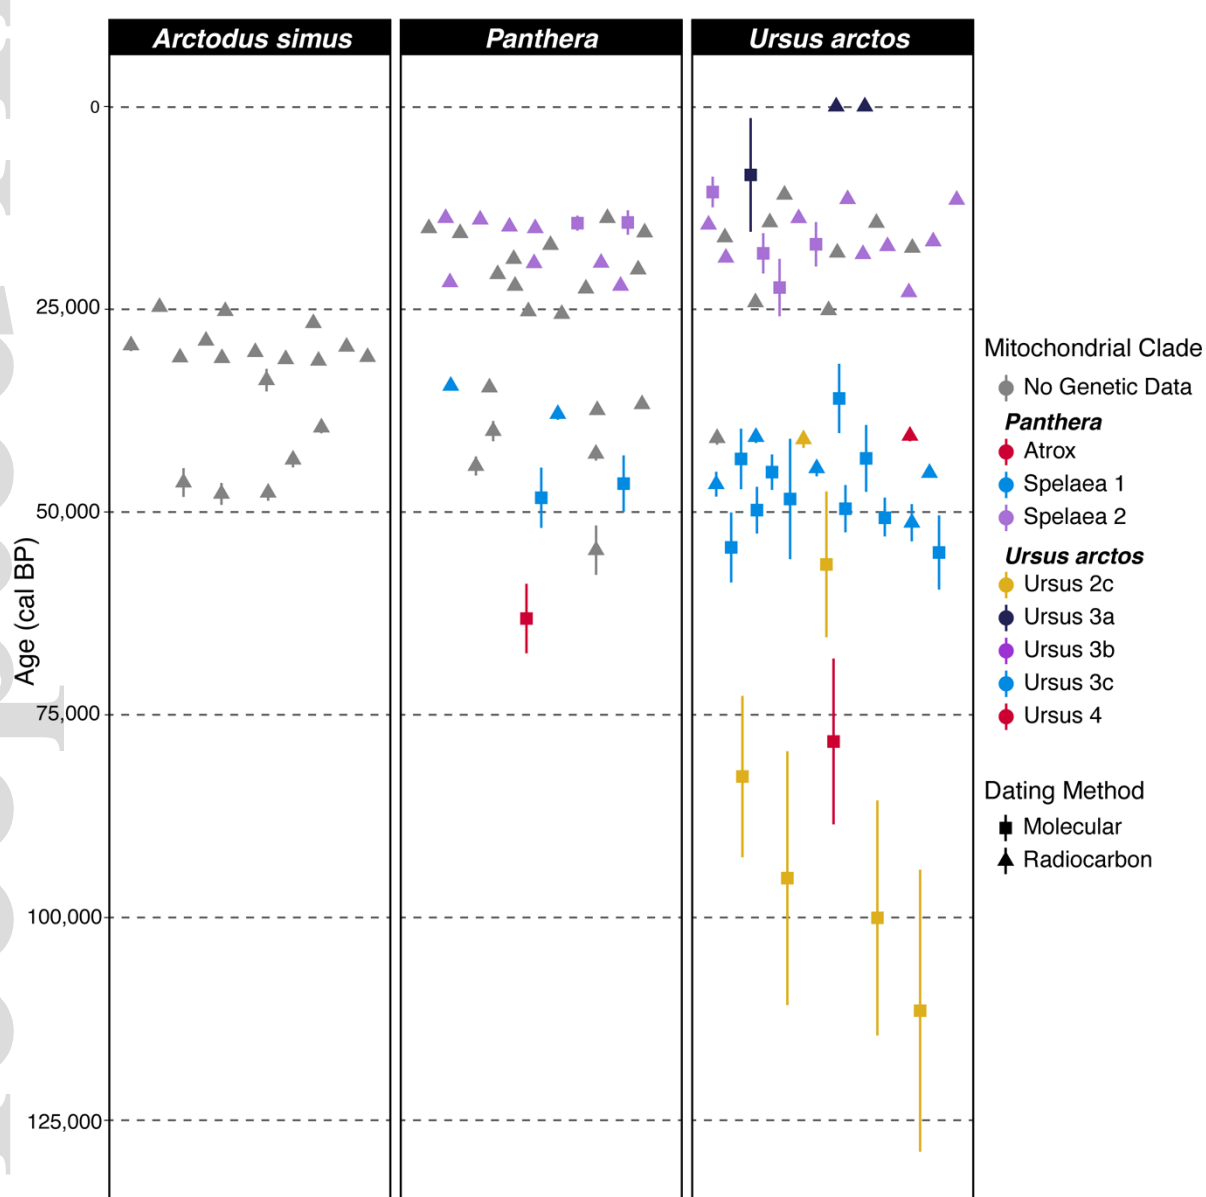 Arctodus simus
Panthera
Ursus arctos
0
25,000
50,000
75,000
100,000
125,000
Age (cal BP)
Mitochondrial Clade
No Genetic Data
Panthera
Atrox
Spelaea 1
Spelaea 2
Ursus arctos
Ursus 2c
Ursus 3a
Ursus 3b
Ursus 3c
Ursus 4
Dating Method
Molecular
Radiocarbon